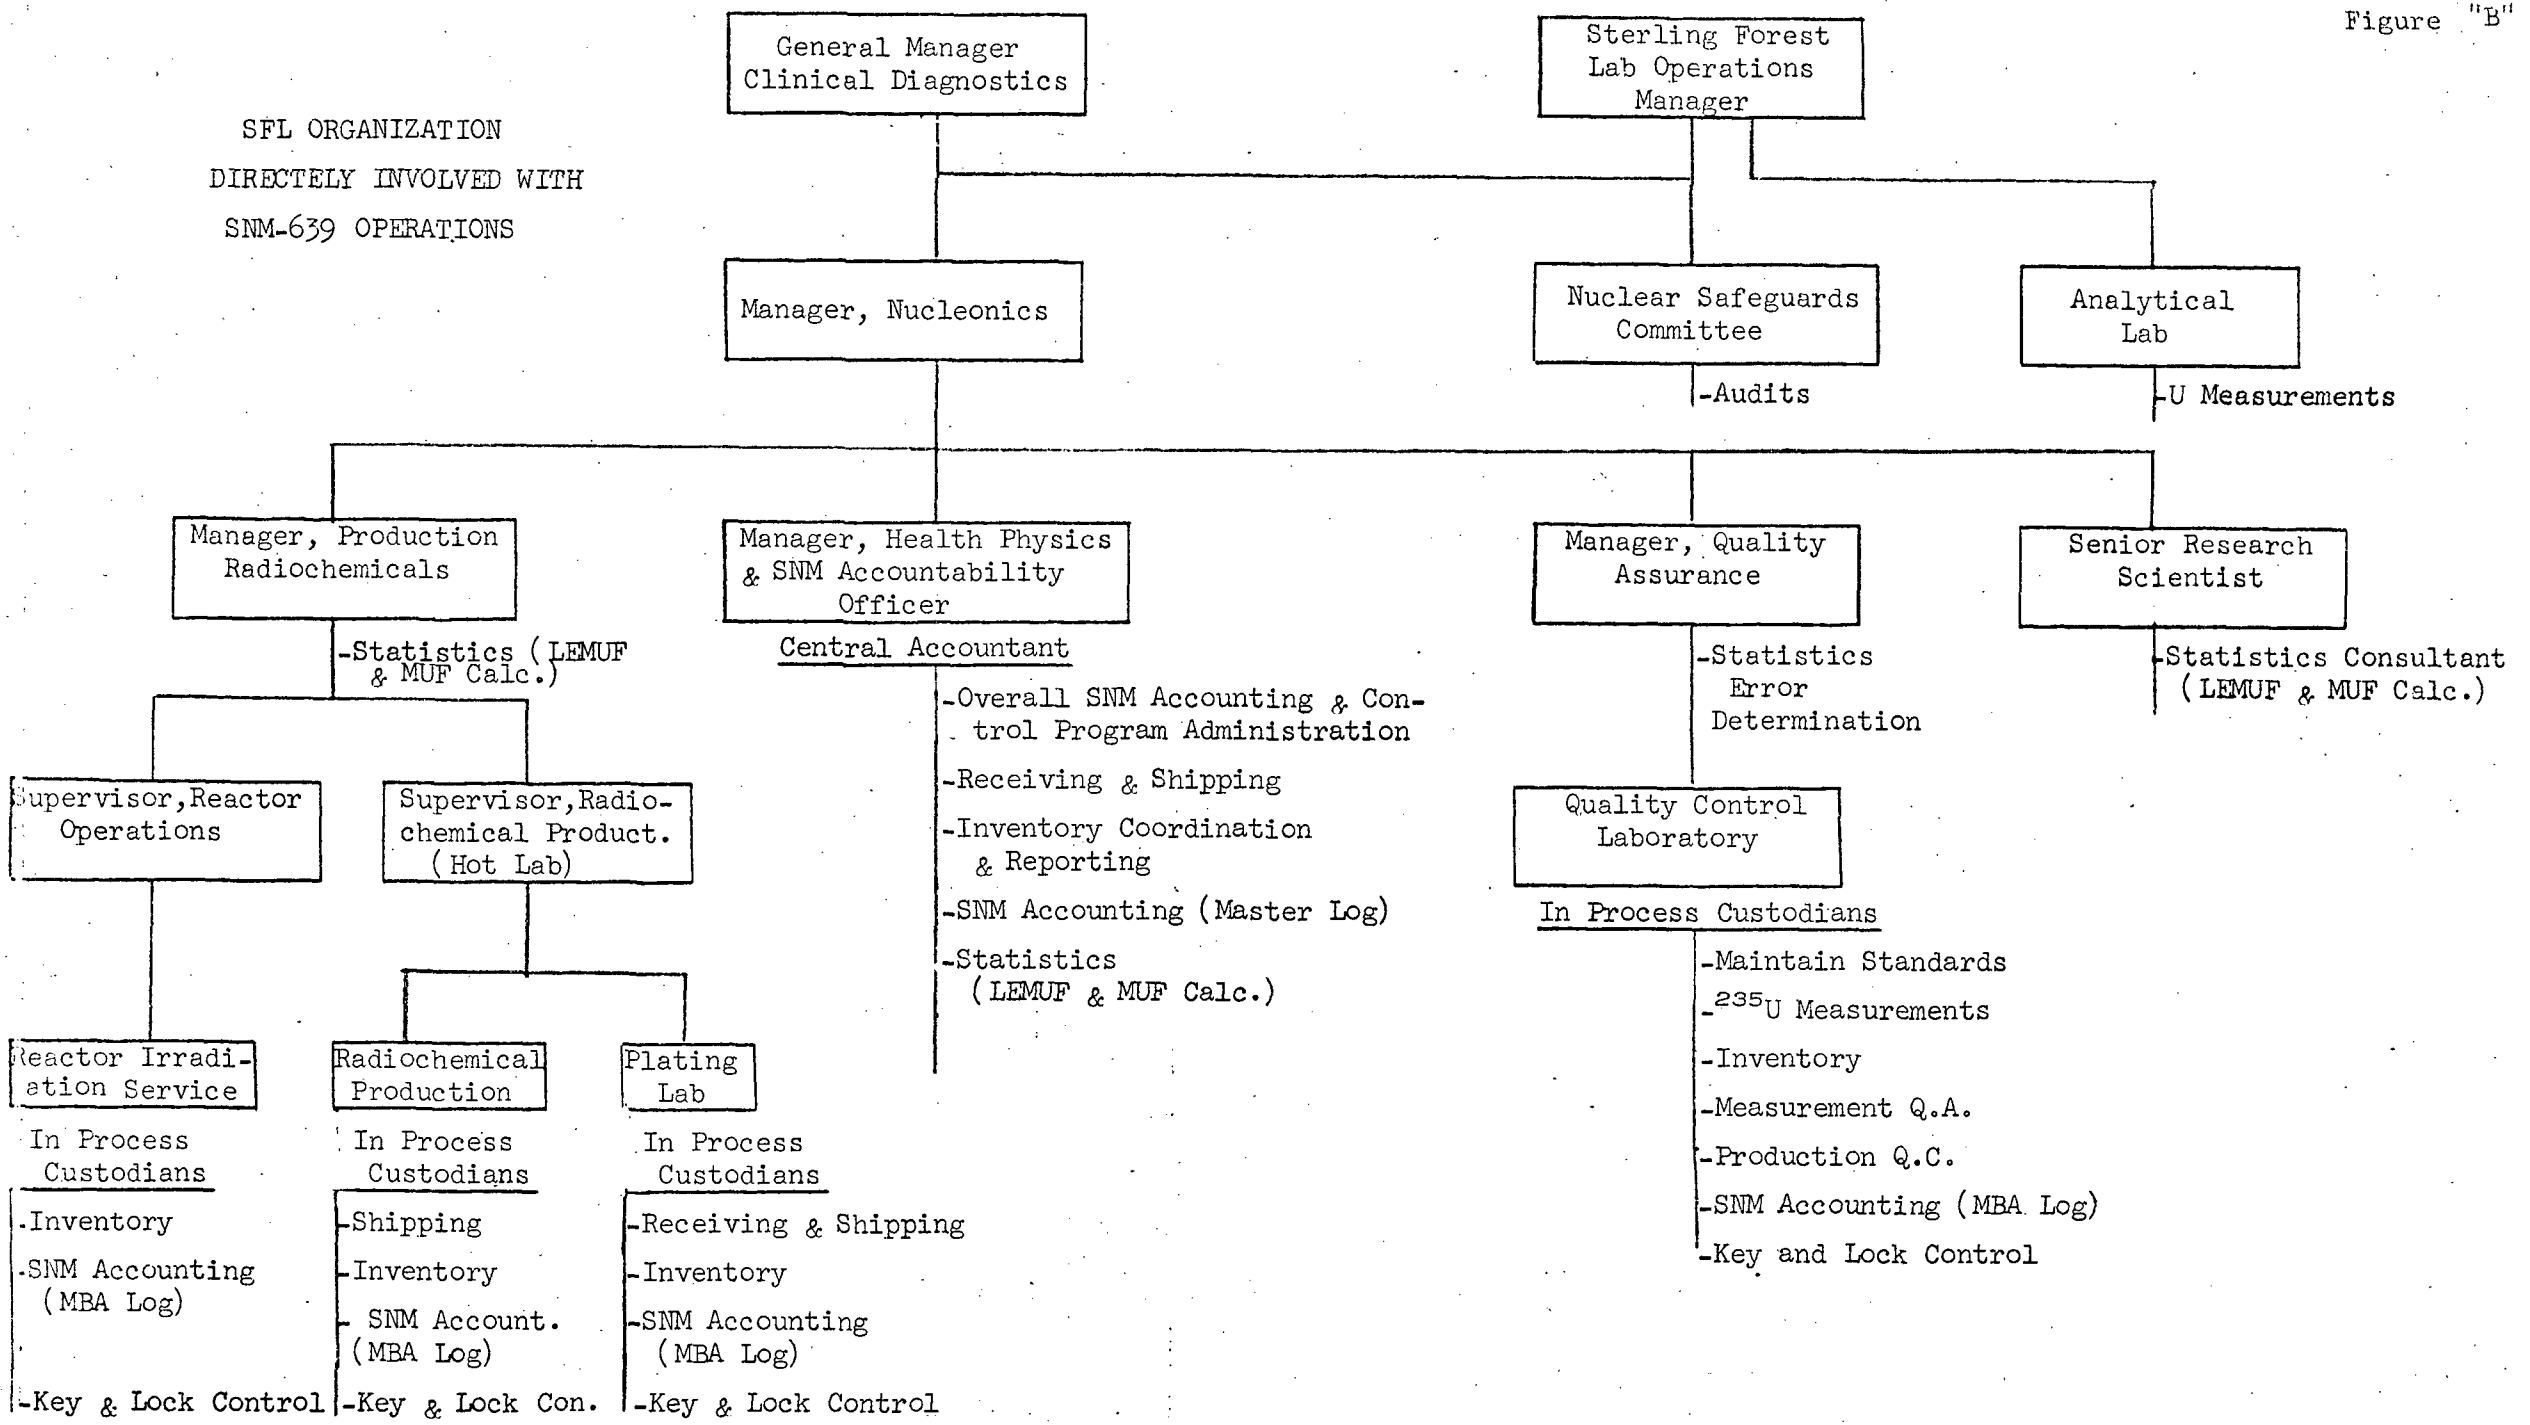 Figure "B"
General Manager
Clinical Diagnostics
Sterling Forest
Lab Operations
Manager
SFL ORGANIZATION
DIRECTELY INVOLVED WITH
SNM-639 OPERATIONS
Manager, Nucleonics
Nuclear Safeguards
Committee
-Audits
Analytical
Lab
-U Measurements
Manager, Production
Radiochemicals
-Statistics (LEMUF
& MUF Calc.)
Manager, Health Physics
& SNM Accountability
Officer
Central Accountant
-Overall SNM Accounting & Con-
trol Program Administration
-Receiving & Shipping
-Inventory Coordination
& Reporting
-SNM Accounting (Master Log)
-Statistics
(LEMUF & MUF Calc.)
Manager, Quality
Assurance
-Statistics
Error
Determination
Senior Research
Scientist
-Statistics Consultant
(LEMUF & MUF Calc.)
Supervisor,Reactor
Operations
Supervisor,Radio-
chemical Product.
(Hot Lab)
Quality Control
Laboratory
In Process Custodians
-Maintain Standards
-235U Measurements
-Inventory
-Measurement Q.A.
-Production Q.C.
-SNM Accounting (MBA Log)
-Key and Lock Control
Reactor Irradi-
ation Service
In Process
Custodians
-Inventory
-SNM Accounting
(MBA Log)
-Key & Lock Control
Radiochemical
Production
In Process
Custodians
-Shipping
-Inventory
- SNM Account.
(MBA Log)
-Key & Lock Con.
Plating
Lab
In Process
Custodians
-Receiving & Shipping
-Inventory
-SNM Accounting
(MBA Log)
-Key & Lock Control